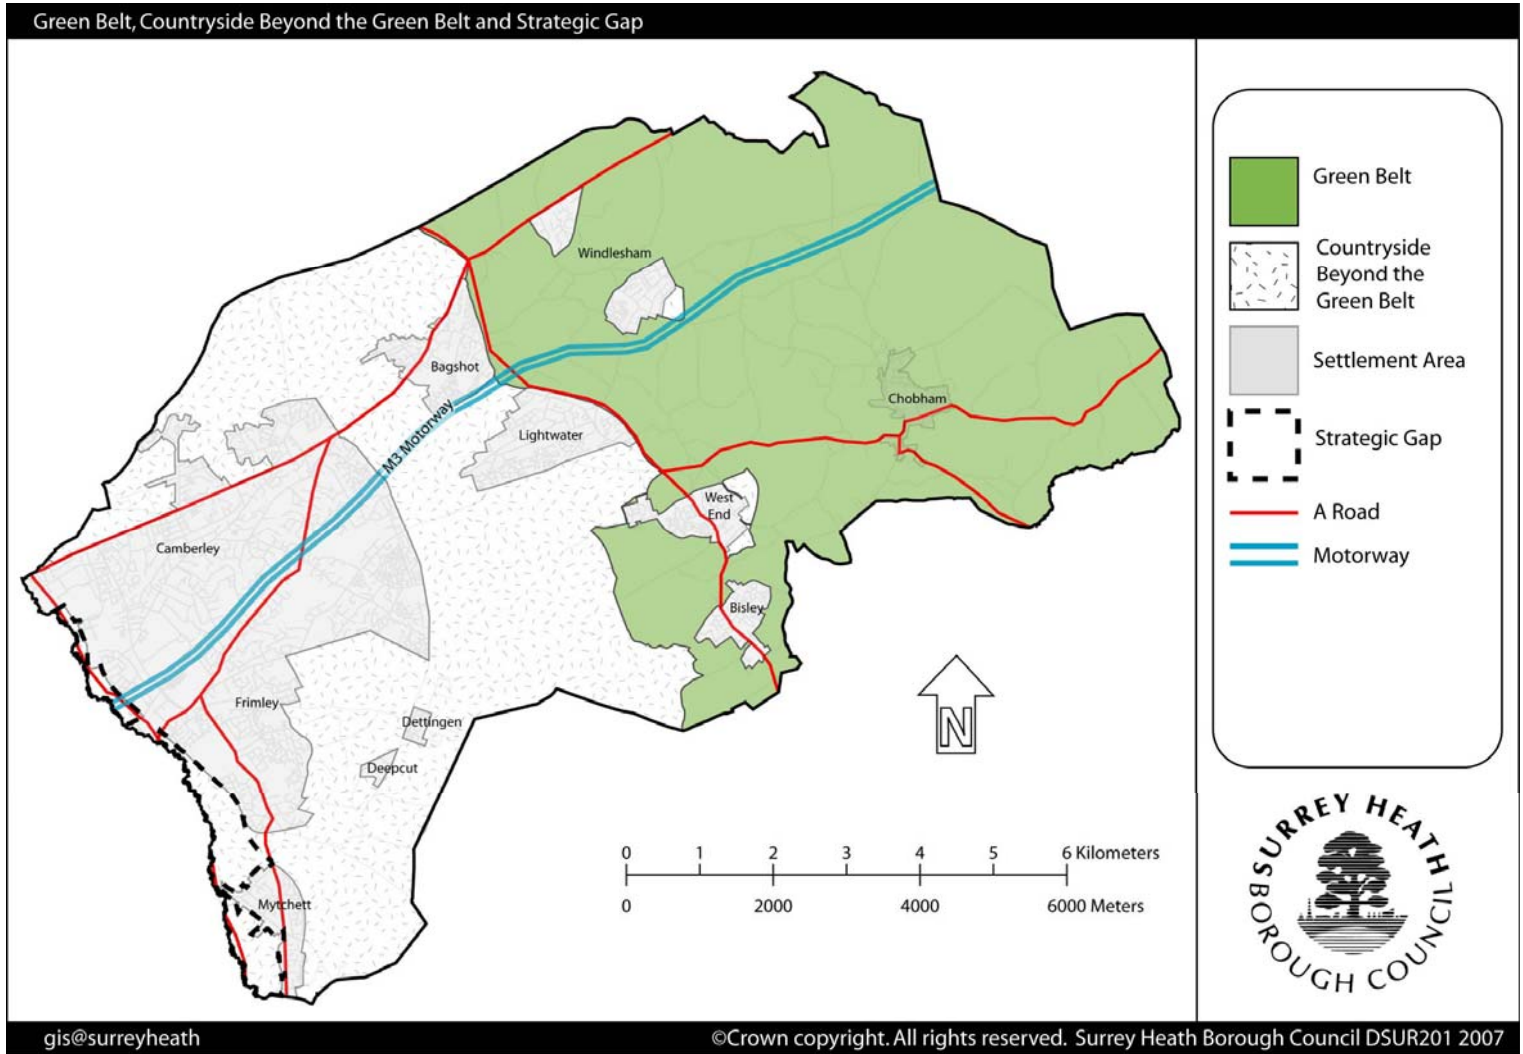 Green Belt, Countryside Beyond the Green Belt and Strategic Gap
Windlesham
Bagshot
Chobham
M3 Motorway
Lightwater
West
End
Camberley
Bisley
Frimley
Dettingen
Deepcut
Mytchett
N
0 1 2 3 4 5 6 Kilometers
0 2000 4000 6000 Meters
Green Belt
Countryside
Beyond the
Green Belt
Settlement Area
Strategic Gap
A Road
Motorway
SURREY HEATH
BOROUGH COUNCIL
gis@surreyheath
©Crown copyright. All rights reserved. Surrey Heath Borough Council DSUR201 2007